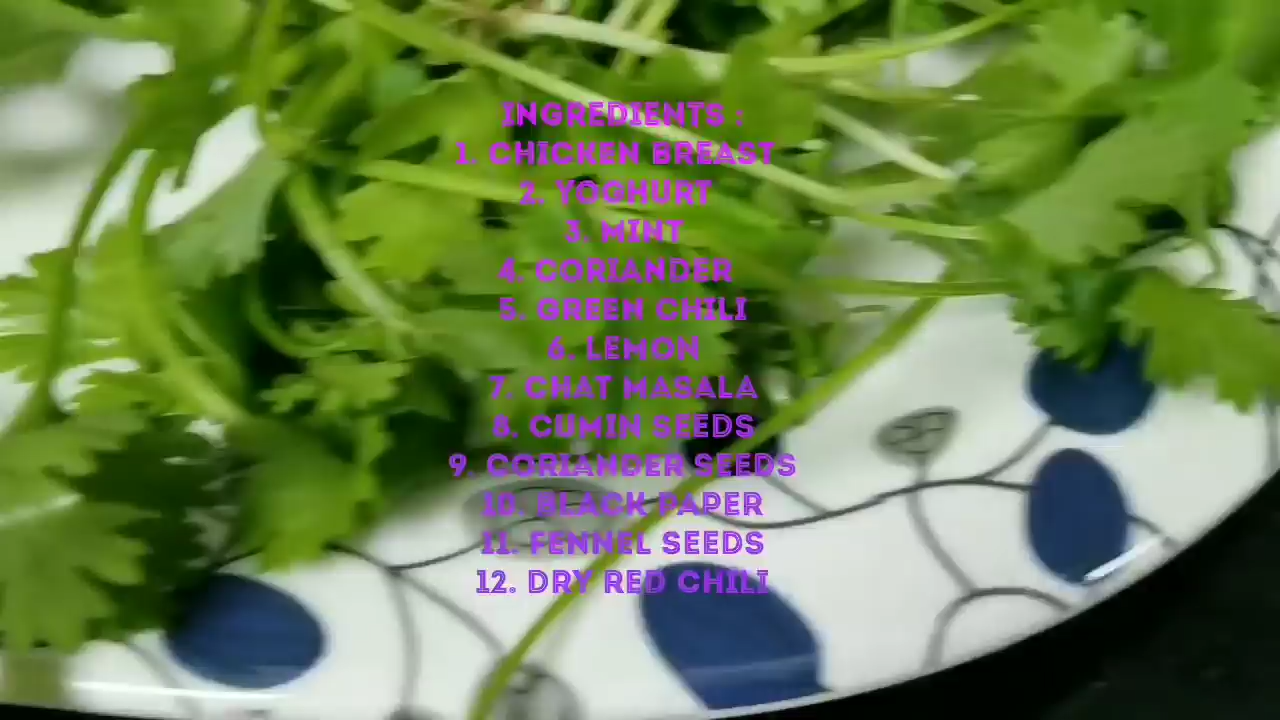 INGREDIENTS :
1. CHICKEN BREAST
2. YOGHURT
3. MINT
4. CORIANDER
5. GREEN CHILI
6. LEMON
7. CHAT MASALA
8. CUMIN SEEDS
9. CORIANDER SEEDS
10. BLACK PAPER
11. FENNEL SEEDS
12. DRY RED CHILI